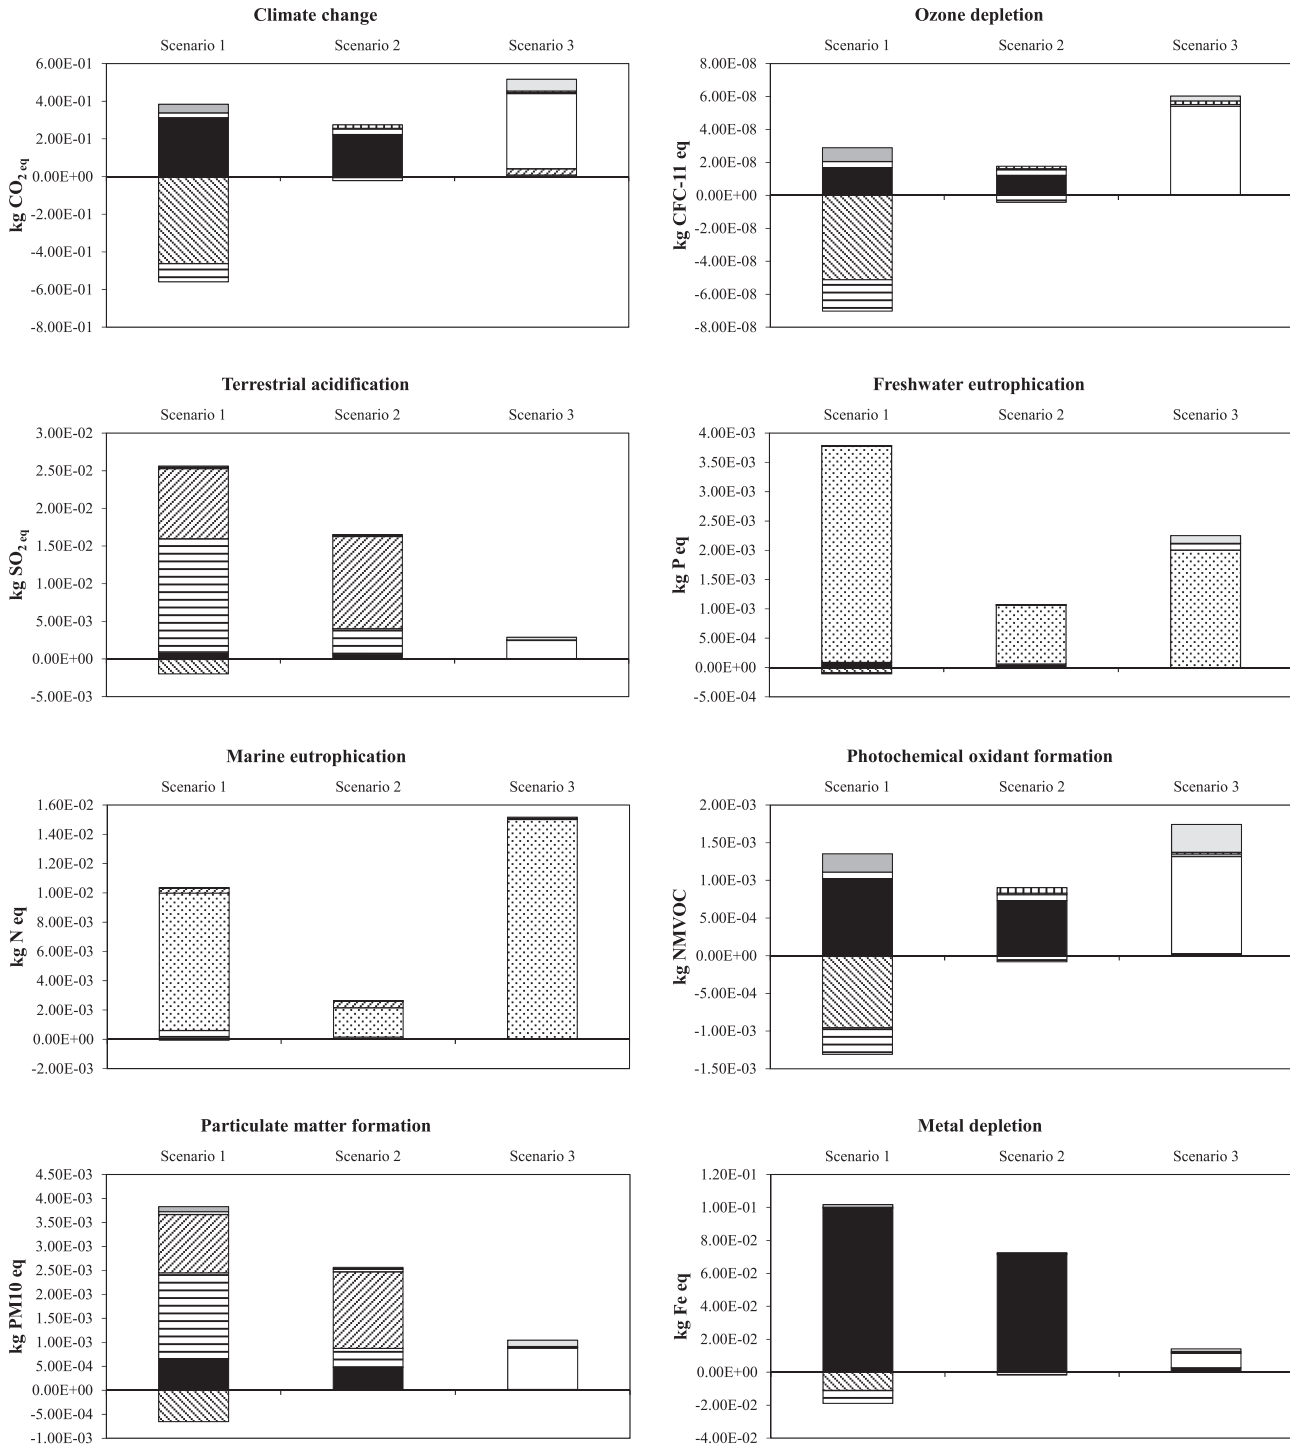 Climate change
Scenario 1 Scenario 2 Scenario 3
kg CO2 eq
6.00E-01
4.00E-01
2.00E-01
0.00E+00
-2.00E-01
-4.00E-01
-6.00E-01
-8.00E-01
Ozone depletion
Scenario 1 Scenario 2 Scenario 3
kg CFC-11 eq
8.00E-08
6.00E-08
4.00E-08
2.00E-08
0.00E+00
-2.00E-08
-4.00E-08
-6.00E-08
-8.00E-08
Terrestrial acidification
Scenario 1 Scenario 2 Scenario 3
kg SO2 eq
3.00E-02
2.50E-02
2.00E-02
1.50E-02
1.00E-02
5.00E-03
0.00E+00
-5.00E-03
Freshwater eutrophication
Scenario 1 Scenario 2 Scenario 3
kg P eq
4.00E-03
3.50E-03
3.00E-03
2.50E-03
2.00E-03
1.50E-03
1.00E-03
5.00E-04
0.00E+00
-5.00E-04
Marine eutrophication
Scenario 1 Scenario 2 Scenario 3
kg N eq
1.60E-02
1.40E-02
1.20E-02
1.00E-02
8.00E-03
6.00E-03
4.00E-03
2.00E-03
0.00E+00
-2.00E-03
Photochemical oxidant formation
Scenario 1 Scenario 2 Scenario 3
kg NMVOC
2.00E-03
1.50E-03
1.00E-03
5.00E-04
0.00E+00
-5.00E-04
-1.00E-03
-1.50E-03
Particulate matter formation
Scenario 1 Scenario 2 Scenario 3
kg PM10 eq
4.50E-03
4.00E-03
3.50E-03
3.00E-03
2.50E-03
2.00E-03
1.50E-03
1.00E-03
5.00E-04
0.00E+00
-5.00E-04
-1.00E-03
Metal depletion
Scenario 1 Scenario 2 Scenario 3
kg Fe eq
1.20E-01
1.00E-01
8.00E-02
6.00E-02
4.00E-02
2.00E-02
0.00E+00
-2.00E-02
-4.00E-02